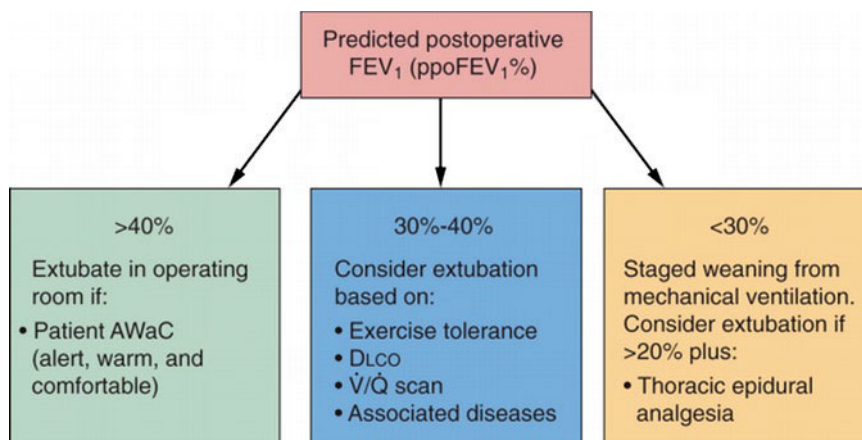 Predicted postoperative
FEV₁ (ppoFEV₁%)
>40%
Extubate in operating
room if:
• Patient AWaC
(alert, warm, and
comfortable)
30%-40%
Consider extubation
based on:
• Exercise tolerance
• DLCO
• V̇/Q̇ scan
• Associated diseases
<30%
Staged weaning from
mechanical ventilation.
Consider extubation if
>20% plus:
• Thoracic epidural
analgesia